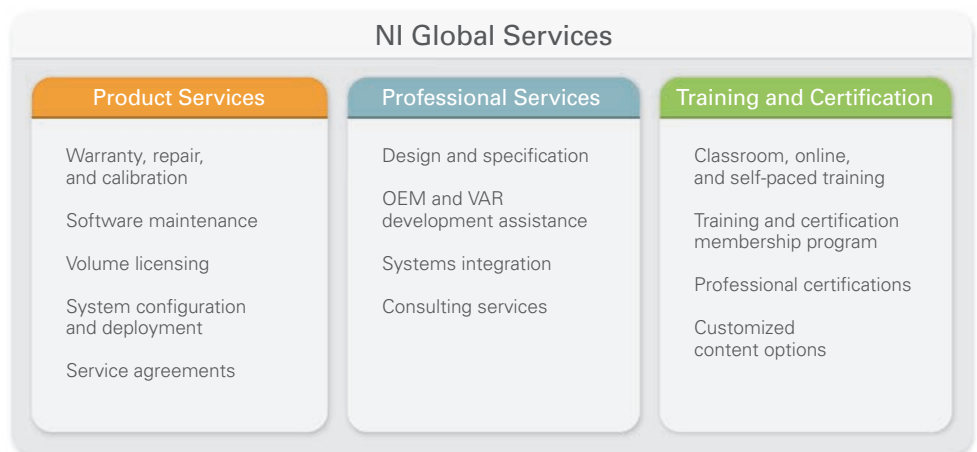 NI Global Services
Product Services
Warranty, repair,
and calibration
Software maintenance
Volume licensing
System configuration
and deployment
Service agreements
Professional Services
Design and specification
OEM and VAR
development assistance
Systems integration
Consulting services
Training and Certification
Classroom, online,
and self-paced training
Training and certification
membership program
Professional certifications
Customized
content options